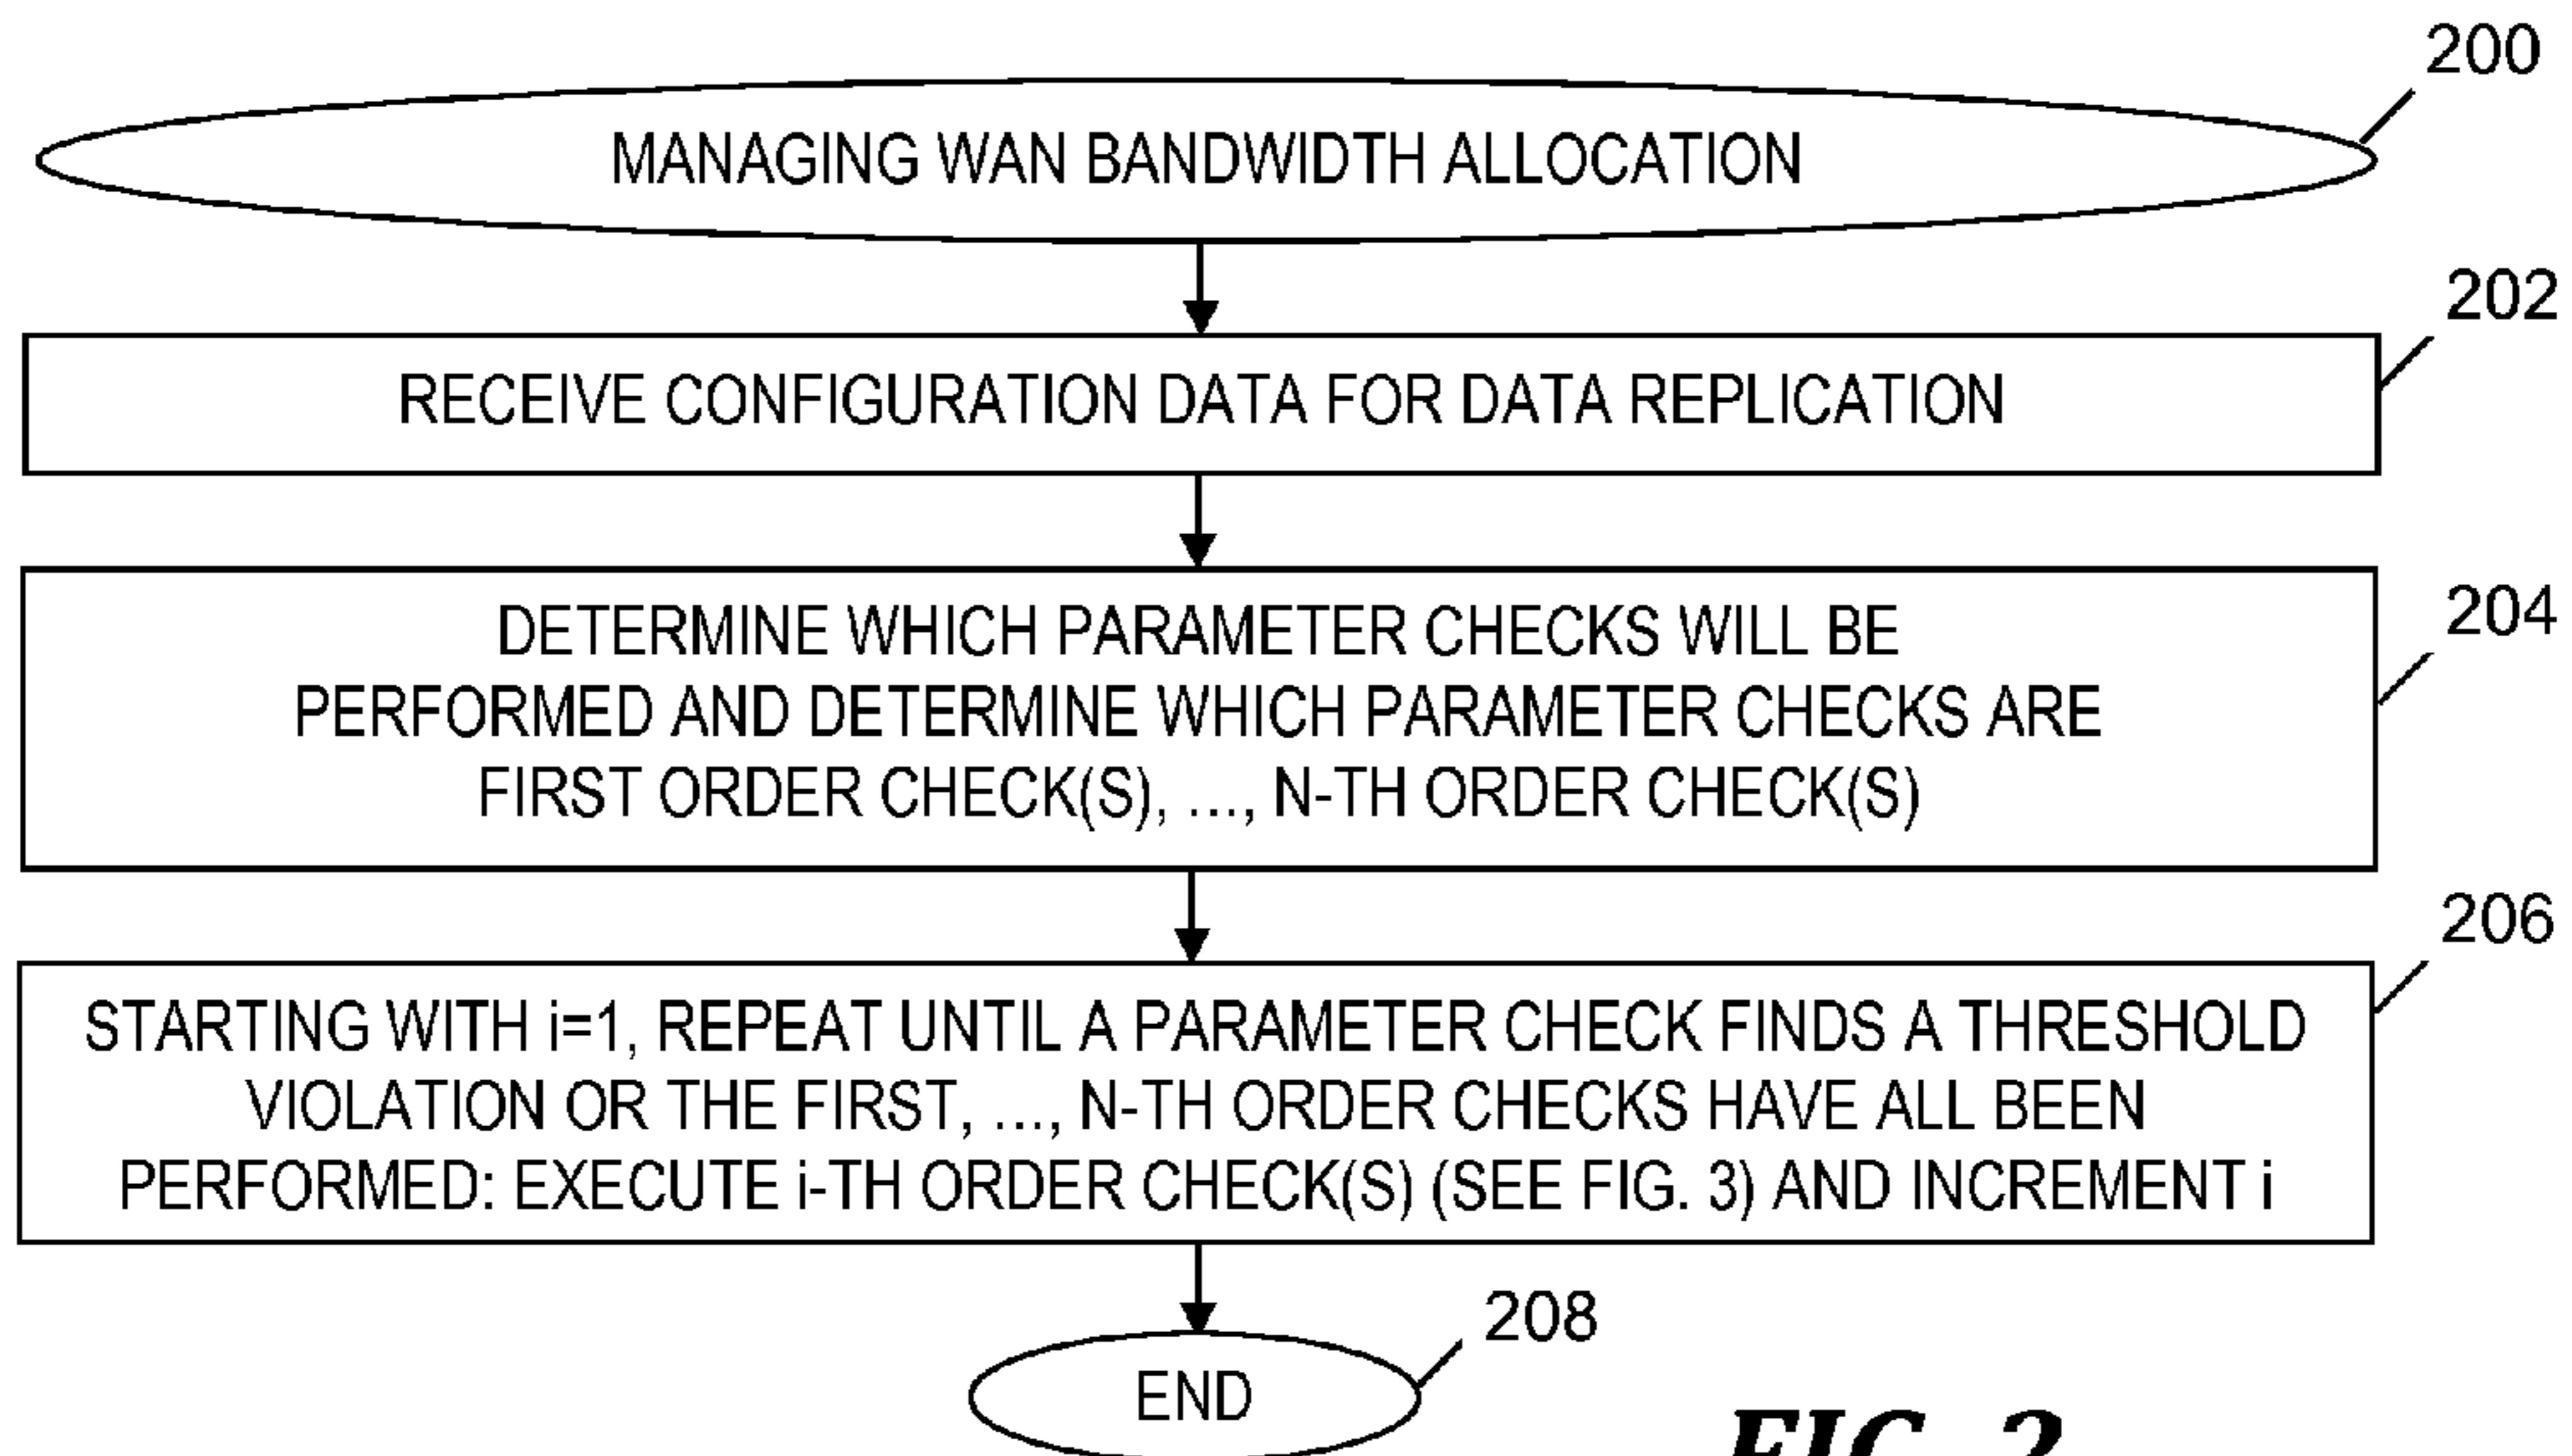 200
MANAGING WAN BANDWIDTH ALLOCATION
202
RECEIVE CONFIGURATION DATA FOR DATA REPLICATION
204
DETERMINE WHICH PARAMETER CHECKS WILL BE
PERFORMED AND DETERMINE WHICH PARAMETER CHECKS ARE
FIRST ORDER CHECK(S), ..., N-TH ORDER CHECK(S)
206
STARTING WITH i=1, REPEAT UNTIL A PARAMETER CHECK FINDS A THRESHOLD
VIOLATION OR THE FIRST, ..., N-TH ORDER CHECKS HAVE ALL BEEN
PERFORMED: EXECUTE i-TH ORDER CHECK(S) (SEE FIG. 3) AND INCREMENT i
208
END
FIG. 2